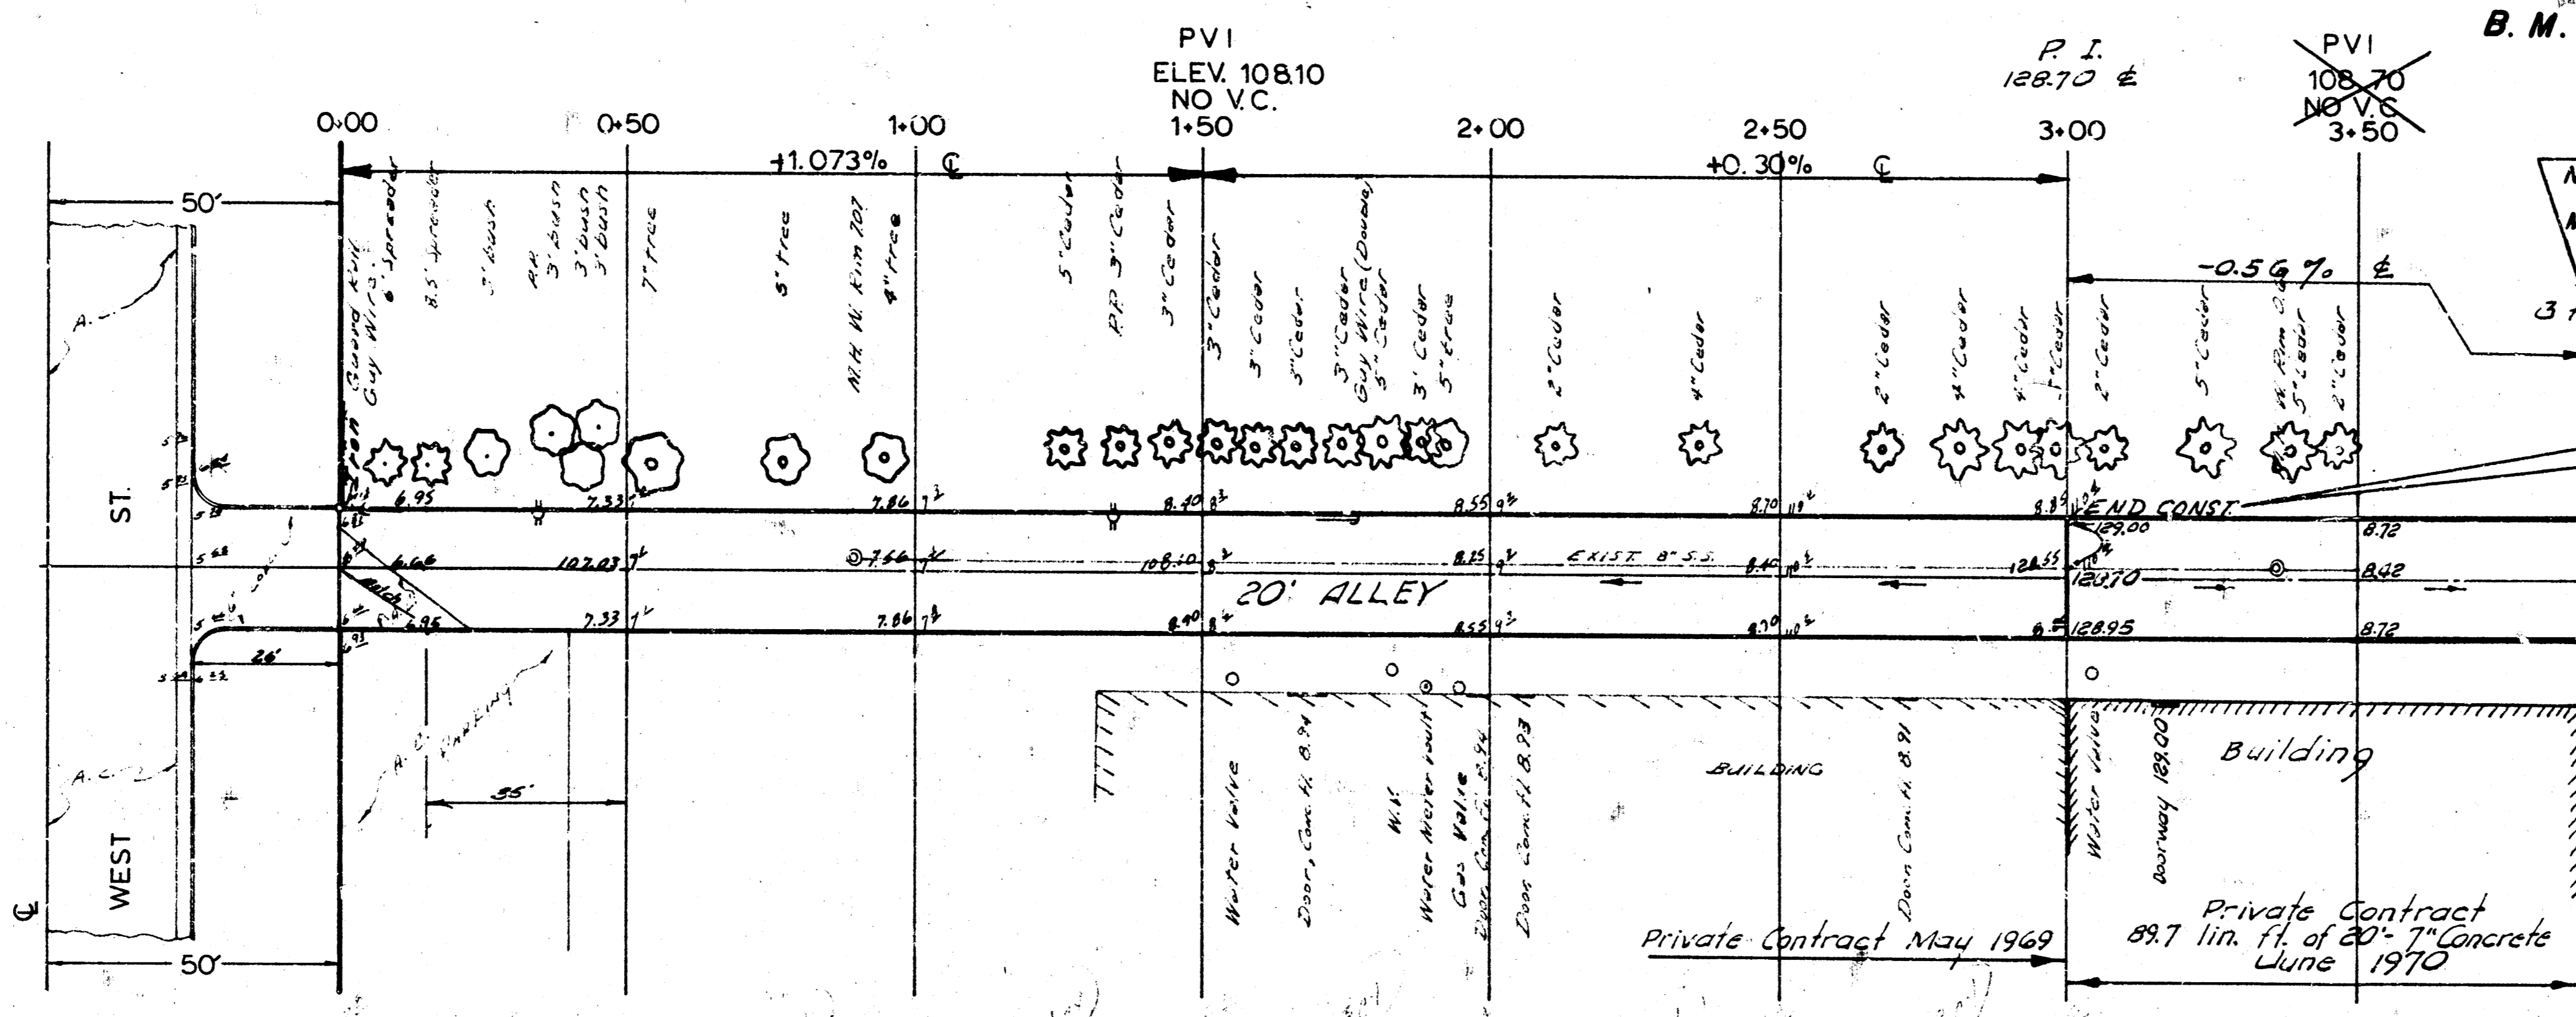 B. M.
PVI
ELEV. 108.10
NO V.C.
P. I.
128.70 ℄
PVI
108.70
NO V.C
0+00
0+50
1+00
1+50
2+00
2+50
3+00
3+50
+1.073% ℄
+0.30% ℄
-0.56% ℄
50'
Iron Guard Rail
Guy Wire
6' spreader
8.5' spreader
3' bush
P.P.
3' bush
3' bush
3' bush
7" tree
5" tree
M.H. W. Rim 7.07
4" tree
5" Cedar
P.P. 3" Cedar
3" Cedar
3" Cedar
3" Cedar
3" Cedar
3" Cedar
Guy Wire (Double)
5" Cedar
3' Cedar
5" tree
2" Cedar
4" Cedar
2" Cedar
4" Cedar
4" Cedar
Cedar
2" Cedar
5" Cedar
5" Cedar
2" Cedar
A.C.
6.95
7.33
7.86
8.40
8.55
8.70
END CONST.
129.00
8.72
6.66
107.03
7.56
108.10
8.25
EXIST. 8" S.S.
8.40
128.55
128.70
8.42
20' ALLEY
Patch
6.95
7.33
7.86
8.40
8.55
8.70
128.95
8.72
26'
ST.
WEST
℄
A.C.
A.C. PARKING
35'
Water Valve
Door, Conc. Fl. 8.94
W.V.
Water Meter Vault
Gas Valve
Door, Conc. Fl. 8.94
Door Conc. Fl. 8.93
BUILDING
Door Conc. Fl. 8.91
Water Valve
Doorway 129.00
Building
Private Contract May 1969
Private Contract
89.7 lin. ft. of 20'- 7" Concrete
June 1970
50'